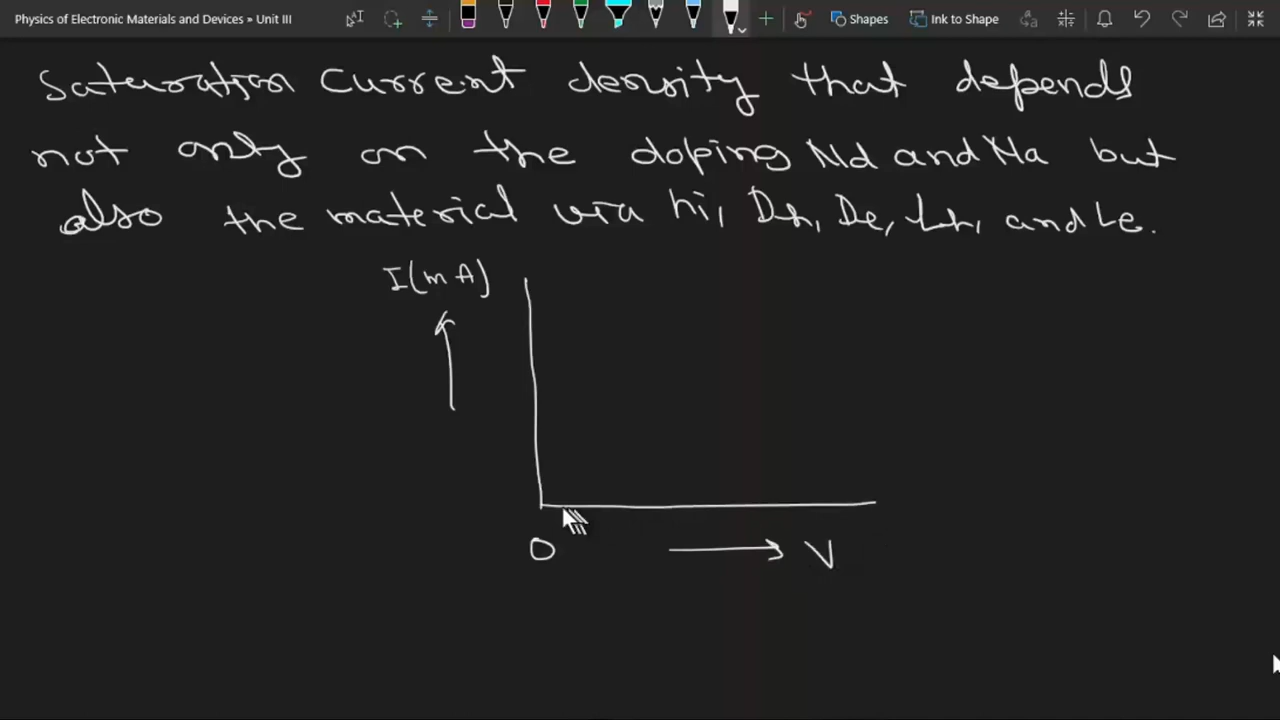 Physics of Electronic Materials and Devices » Unit III
Shapes
Ink to Shape
Saturation Current density that depends
not only on the doping Nd and Na but
also the material via ni, Dh, De, Lh, and Le.
I(mA)
O
V